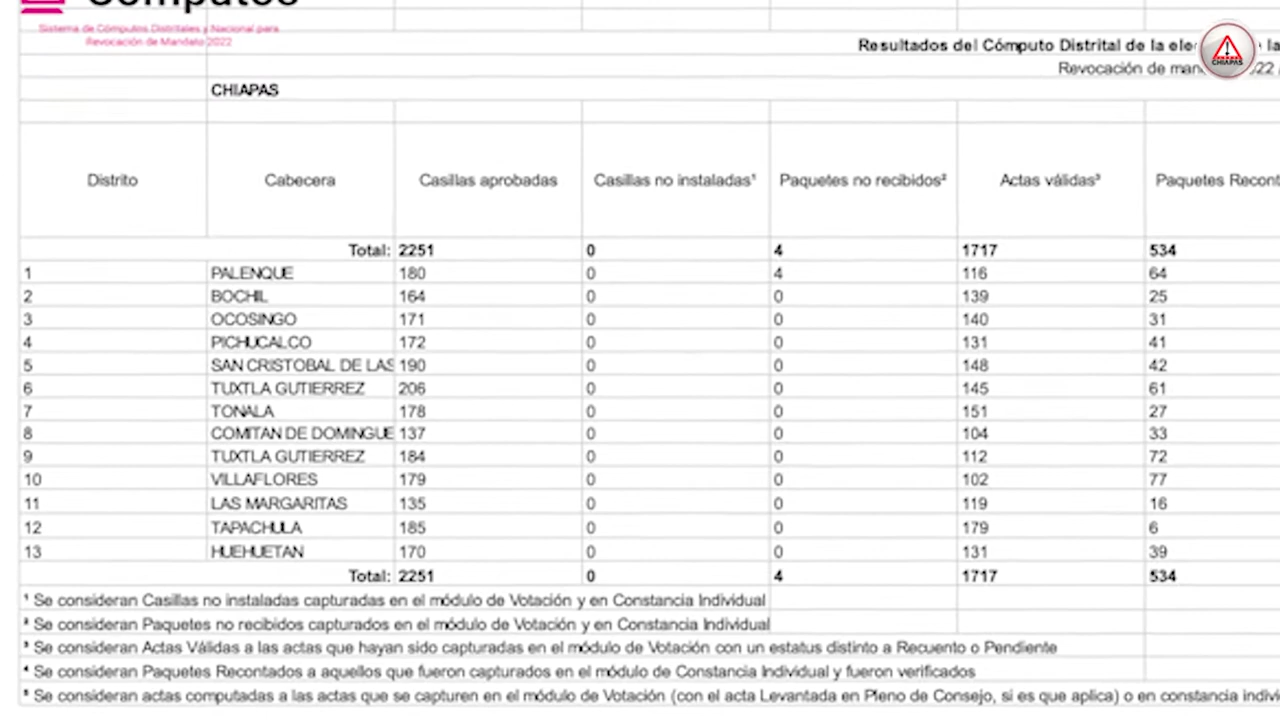 Cómputos
Sistema de Cómputos Distritales y Nacional para
Revocación de Mandato 2022
Resultados del Cómputo Distrital de la
Revocación de
CHIAPAS
CHIAPAS
Distrito Cabecera Casillas aprobadas Casillas no instaladas¹ Paquetes no recibidos² Actas válidas³ Paquetes
Total: 2251 0 4 1717 534
1 PALENQUE 180 0 4 116 64
2 BOCHIL 164 0 0 139 25
3 OCOSINGO 171 0 0 140 31
4 PICHUCALCO 172 0 0 131 41
5 SAN CRISTOBAL DE LAS 190 0 0 148 42
6 TUXTLA GUTIERREZ 206 0 0 145 61
7 TONALA 178 0 0 151 27
8 COMITAN DE DOMINGUE 137 0 0 104 33
9 TUXTLA GUTIERREZ 184 0 0 112 72
10 VILLAFLORES 179 0 0 102 77
11 LAS MARGARITAS 135 0 0 119 16
12 TAPACHULA 185 0 0 179 6
13 HUEHUETAN 170 0 0 131 39
Total: 2251 0 4 1717 534
¹ Se consideran Casillas no instaladas capturadas en el módulo de Votación y en Constancia Individual
² Se consideran Paquetes no recibidos capturados en el módulo de Votación y en Constancia Individual
³ Se consideran Actas Válidas a las actas que hayan sido capturadas en el módulo de Votación con un estatus distinto a Recuento o Pendiente
⁴ Se consideran Paquetes Recontados a aquellos que fueron capturados en el módulo de Constancia Individual y fueron verificados
⁵ Se consideran actas computadas a las actas que se capturen en el módulo de Votación (con el acta Levantada en Pleno de Consejo, si es que aplica) o en constancia